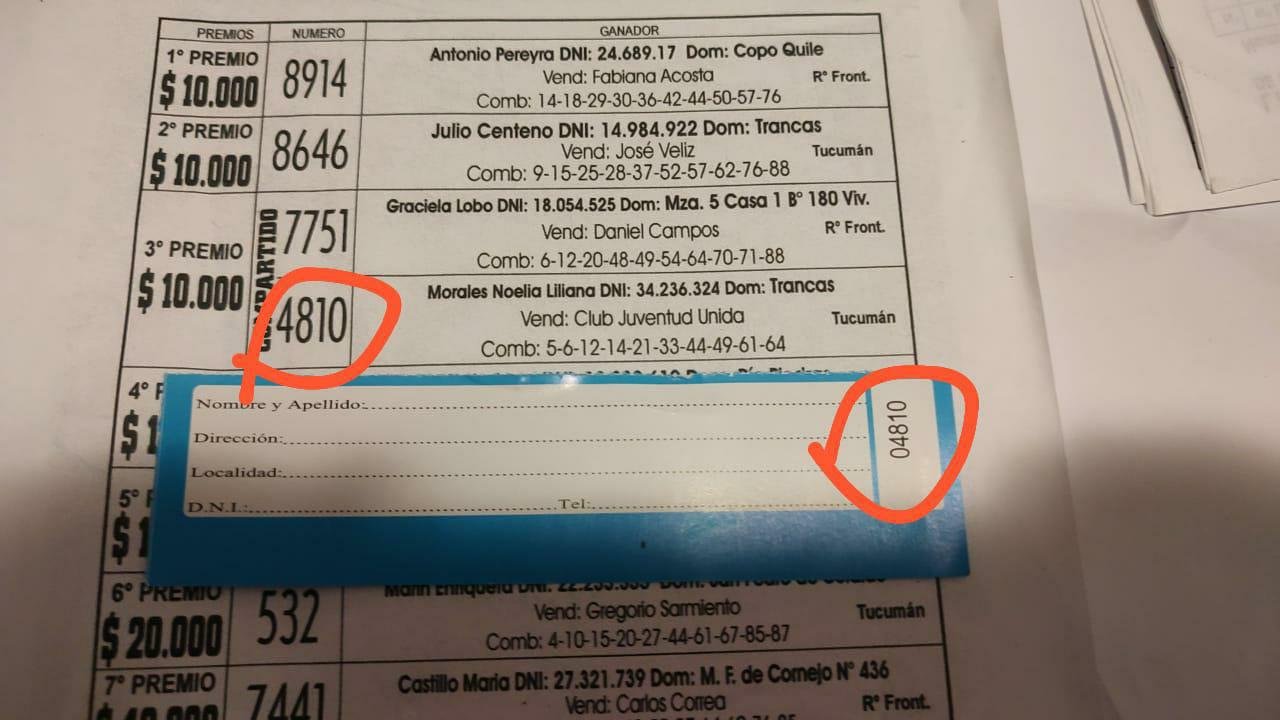 PREMIOS NUMERO GANADOR
1° PREMIO
$ 10.000
8914
Antonio Pereyra DNI: 24.689.17 Dom: Copo Quile
Vend: Fabiana Acosta R° Front.
Comb: 14-18-29-30-36-42-44-50-57-76
2° PREMIO
$ 10.000
8646
Julio Centeno DNI: 14.984.922 Dom: Trancas
Vend: José Veliz Tucumán
Comb: 9-15-25-28-37-52-57-62-76-88
3° PREMIO
$ 10.000
COMPARTIDO
7751
Graciela Lobo DNI: 18.054.525 Dom: Mza. 5 Casa 1 B° 180 Viv.
Vend: Daniel Campos R° Front.
Comb: 6-12-20-48-49-54-64-70-71-88
4810
Morales Noelia Liliana DNI: 34.236.324 Dom: Trancas
Vend: Club Juventud Unida Tucumán
Comb: 5-6-12-14-21-33-44-49-61-64
4° P
$ 1
Nombre y Apellido:
Dirección:
Localidad:
D.N.I.: Tel:
04810
5° P
$ 1
6° PREMIO
$ 20.000
532
Vend: Gregorio Sarmiento Tucumán
Comb: 4-10-15-20-27-44-61-67-85-87
7° PREMIO
7441
Castillo Maria DNI: 27.321.739 Dom: M. F. de Cornejo N° 436
Vend: Carlos Correa R° Front.